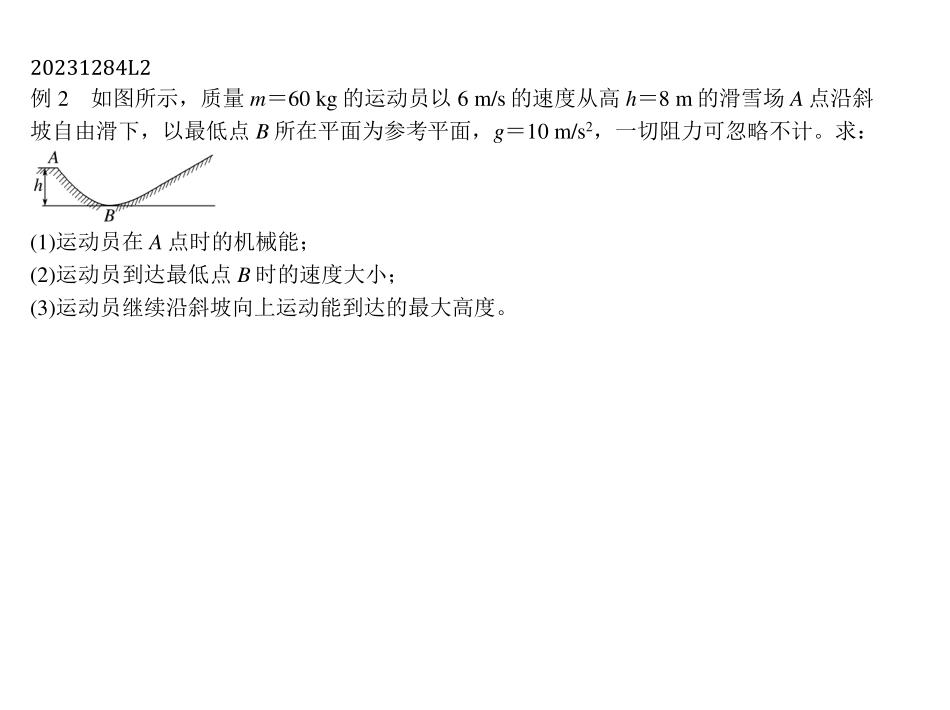 20231284L2
例 2　如图所示，质量 m＝60 kg 的运动员以 6 m/s 的速度从高 h＝8 m 的滑雪场 A 点沿斜
坡自由滑下，以最低点 B 所在平面为参考平面，g＝10 m/s²，一切阻力可忽略不计。求：
A
h
B
(1)运动员在 A 点时的机械能；
(2)运动员到达最低点 B 时的速度大小；
(3)运动员继续沿斜坡向上运动能到达的最大高度。